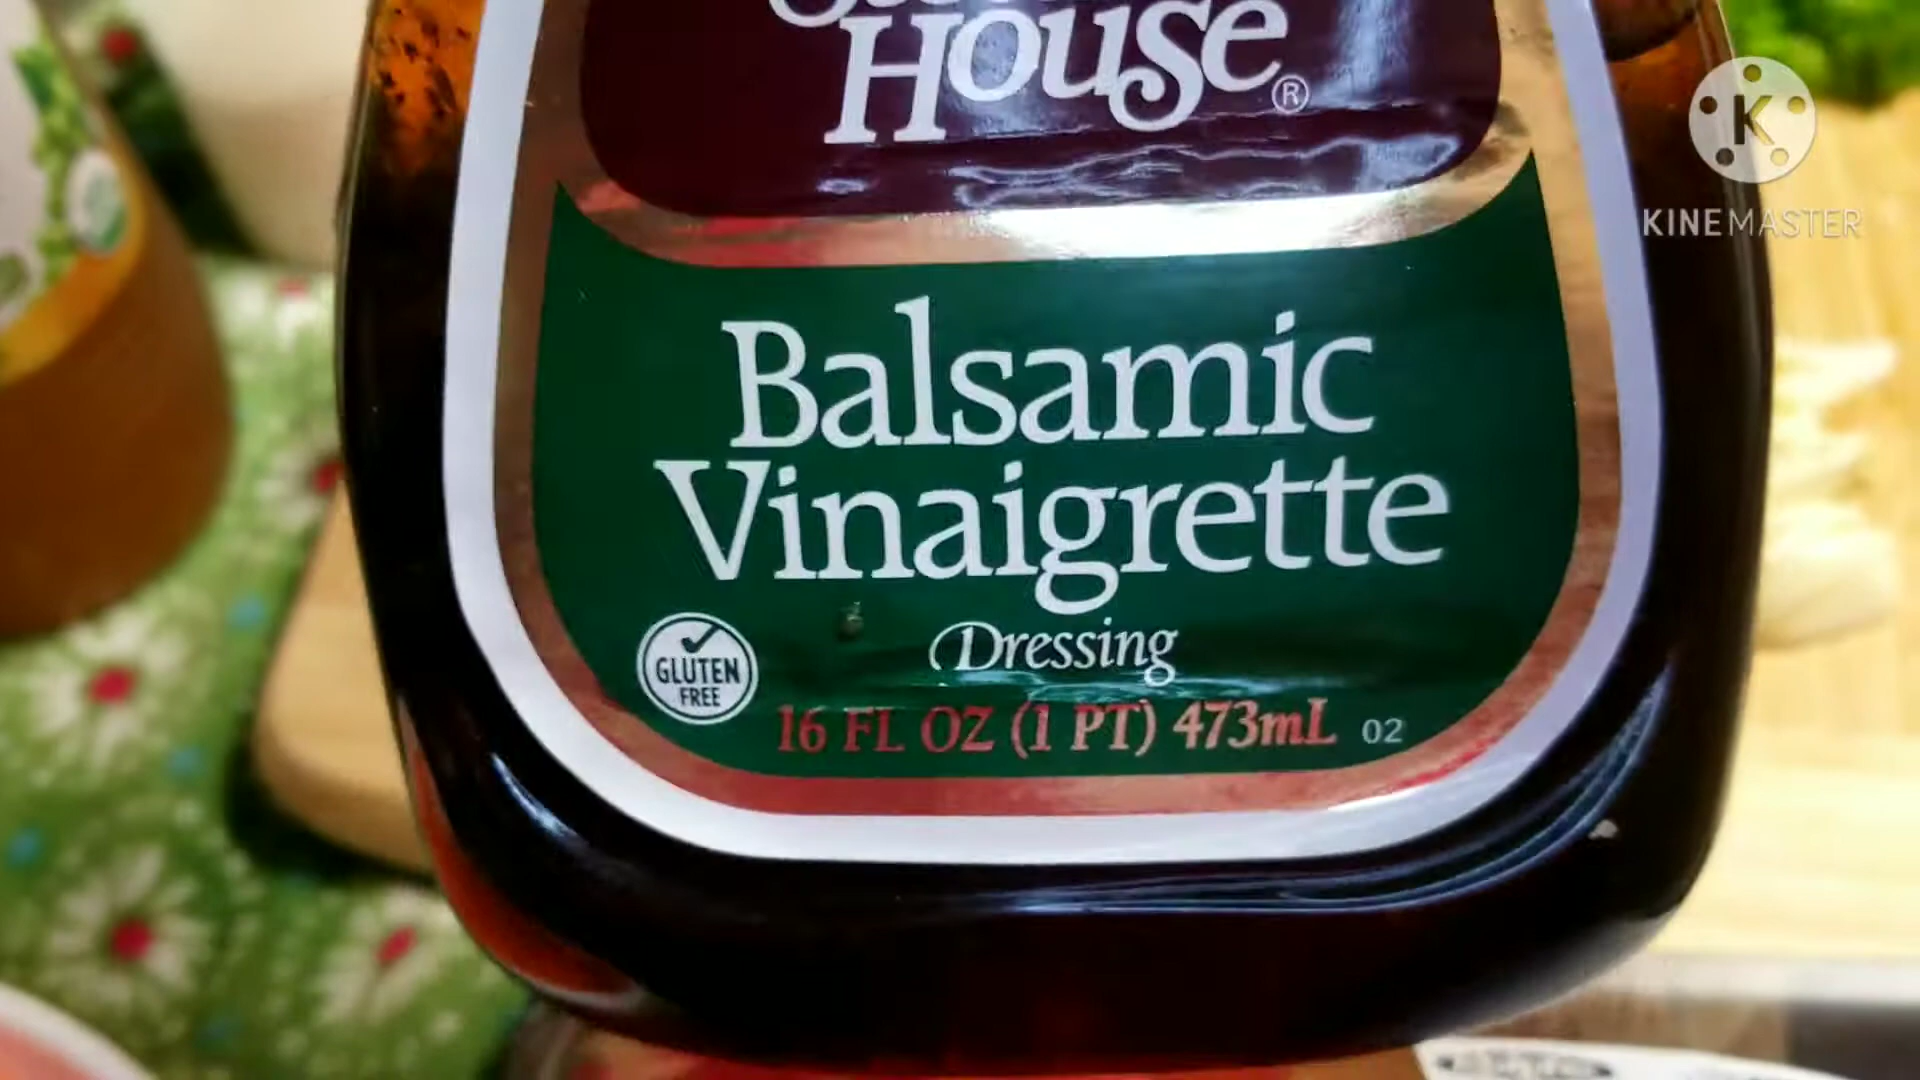 House®
Balsamic
Vinaigrette
Dressing
GLUTEN
FREE
16 FL OZ (1 PT) 473mL 02
K
KINEMASTER